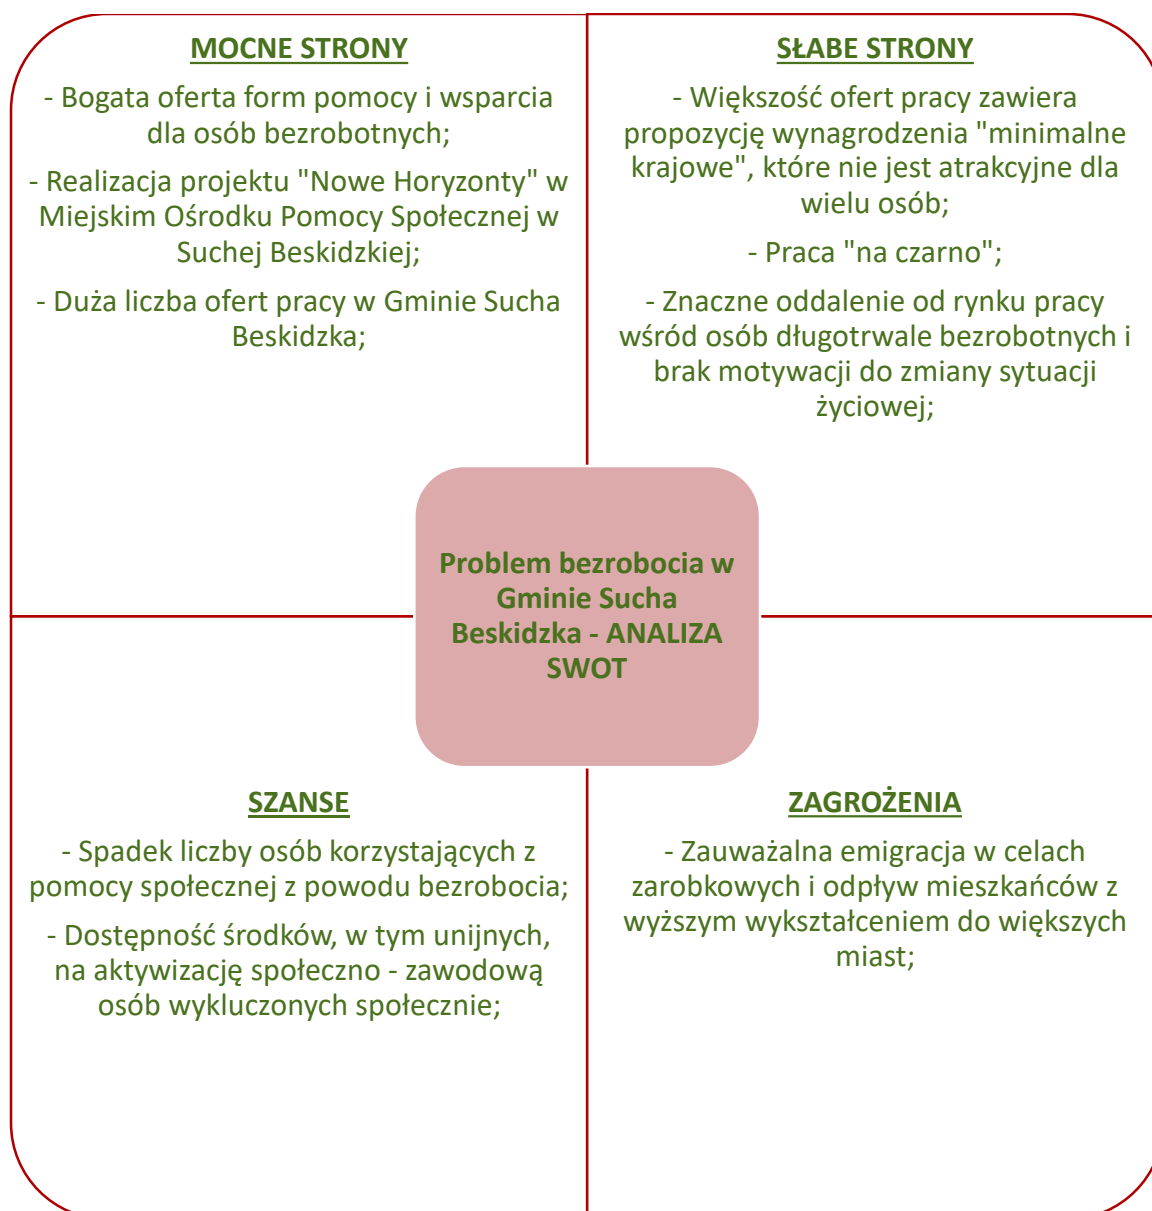 MOCNE STRONY
- Bogata oferta form pomocy i wsparcia
dla osób bezrobotnych;
- Realizacja projektu "Nowe Horyzonty" w
Miejskim Ośrodku Pomocy Społecznej w
Suchej Beskidzkiej;
- Duża liczba ofert pracy w Gminie Sucha
Beskidzka;
SŁABE STRONY
- Większość ofert pracy zawiera
propozycję wynagrodzenia "minimalne
krajowe", które nie jest atrakcyjne dla
wielu osób;
- Praca "na czarno";
- Znaczne oddalenie od rynku pracy
wśród osób długotrwale bezrobotnych i
brak motywacji do zmiany sytuacji
życiowej;
Problem bezrobocia w
Gminie Sucha
Beskidzka - ANALIZA
SWOT
SZANSE
- Spadek liczby osób korzystających z
pomocy społecznej z powodu bezrobocia;
- Dostępność środków, w tym unijnych,
na aktywizację społeczno - zawodową
osób wykluczonych społecznie;
ZAGROŻENIA
- Zauważalna emigracja w celach
zarobkowych i odpływ mieszkańców z
wyższym wykształceniem do większych
miast;